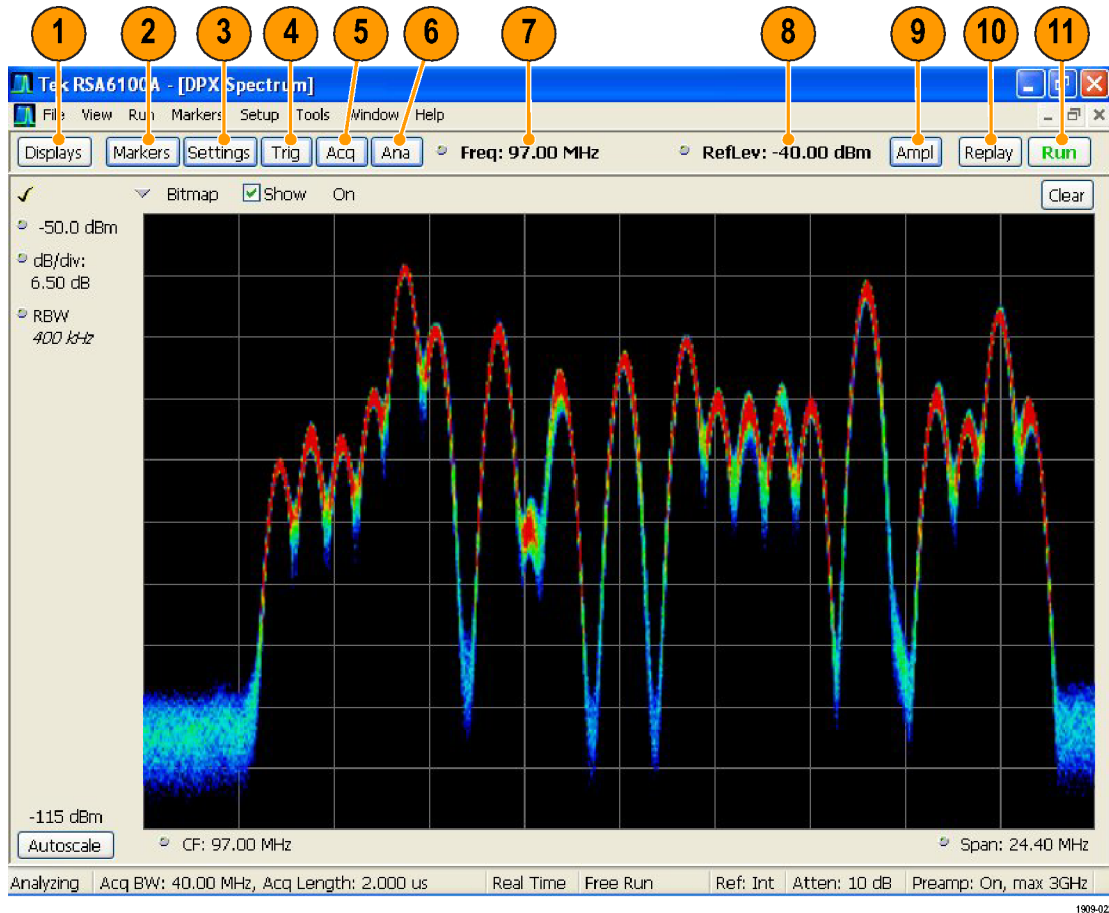 1 2 3 4 5 6 7 8 9 10 11
Tek RSA6100A - [DPX Spectrum]
File View Run Markers Setup Tools Window Help
Displays Markers Settings Trig Acq Ana Freq: 97.00 MHz RefLev: -40.00 dBm Ampl Replay Run
Bitmap Show On Clear
-50.0 dBm
dB/div:
6.50 dB
RBW
400 kHz
-115 dBm
Autoscale CF: 97.00 MHz Span: 24.40 MHz
Analyzing Acq BW: 40.00 MHz, Acq Length: 2.000 us Real Time Free Run Ref: Int Atten: 10 dB Preamp: On, max 3GHz
1909-02